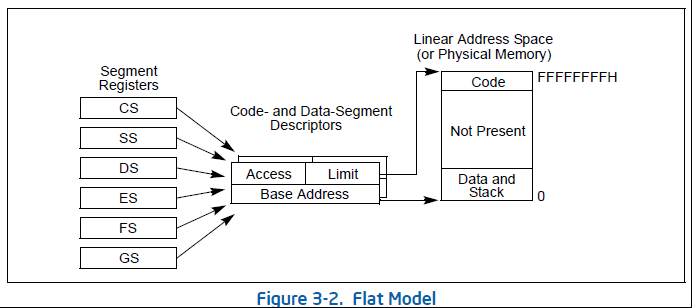 Linear Address Space
(or Physical Memory)
Segment
Registers
CS
SS
DS
ES
FS
GS
Code- and Data-Segment
Descriptors
Access
Limit
Base Address
Code
FFFFFFFFH
Not Present
Data and
Stack
0
Figure 3-2. Flat Model